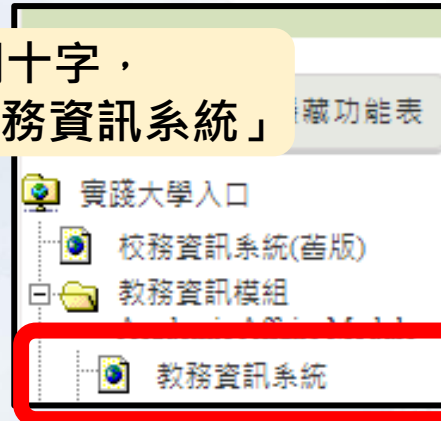 十字，
務資訊系統」
藏功能表
實踐大學入口
校務資訊系統(舊版)
教務資訊模組
教務資訊系統